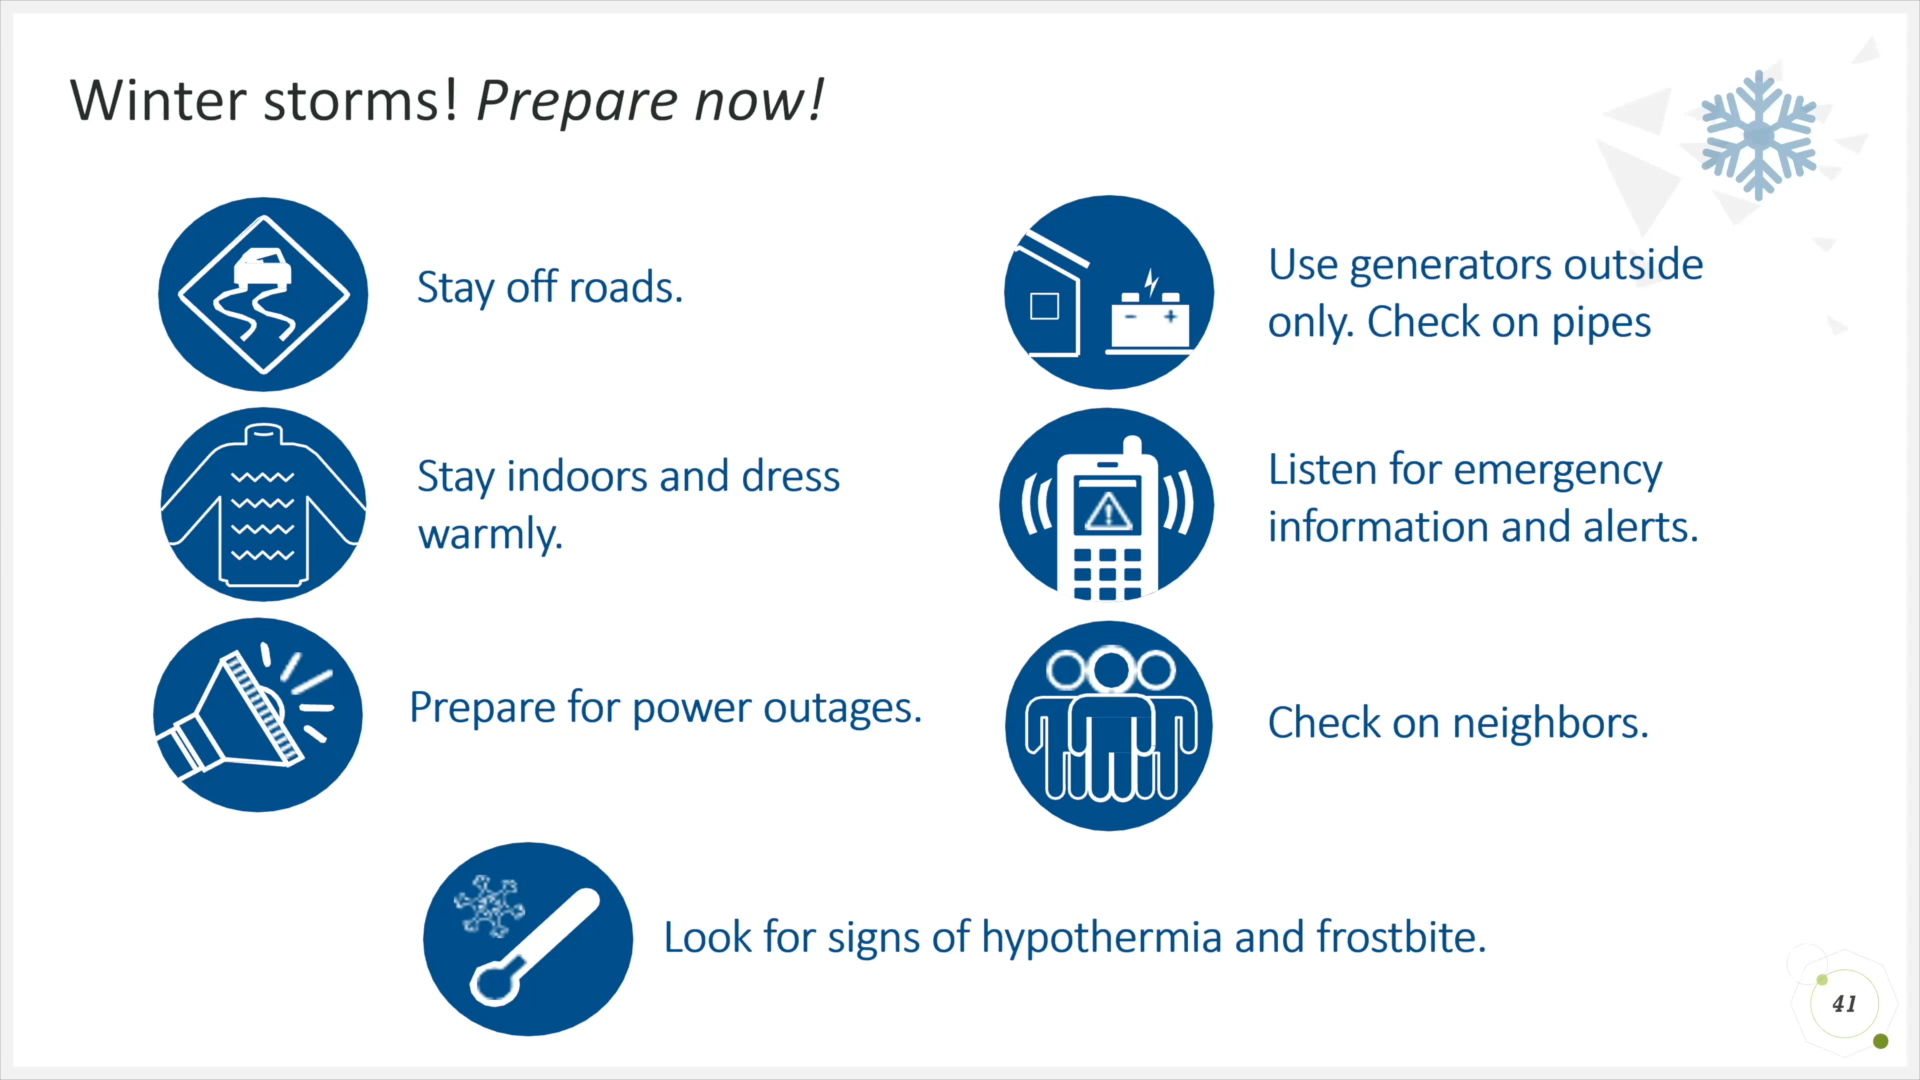 Winter storms! Prepare now!
Stay off roads.
Stay indoors and dress
warmly.
Prepare for power outages.
Use generators outside
only. Check on pipes
Listen for emergency
information and alerts.
Check on neighbors.
Look for signs of hypothermia and frostbite.
41